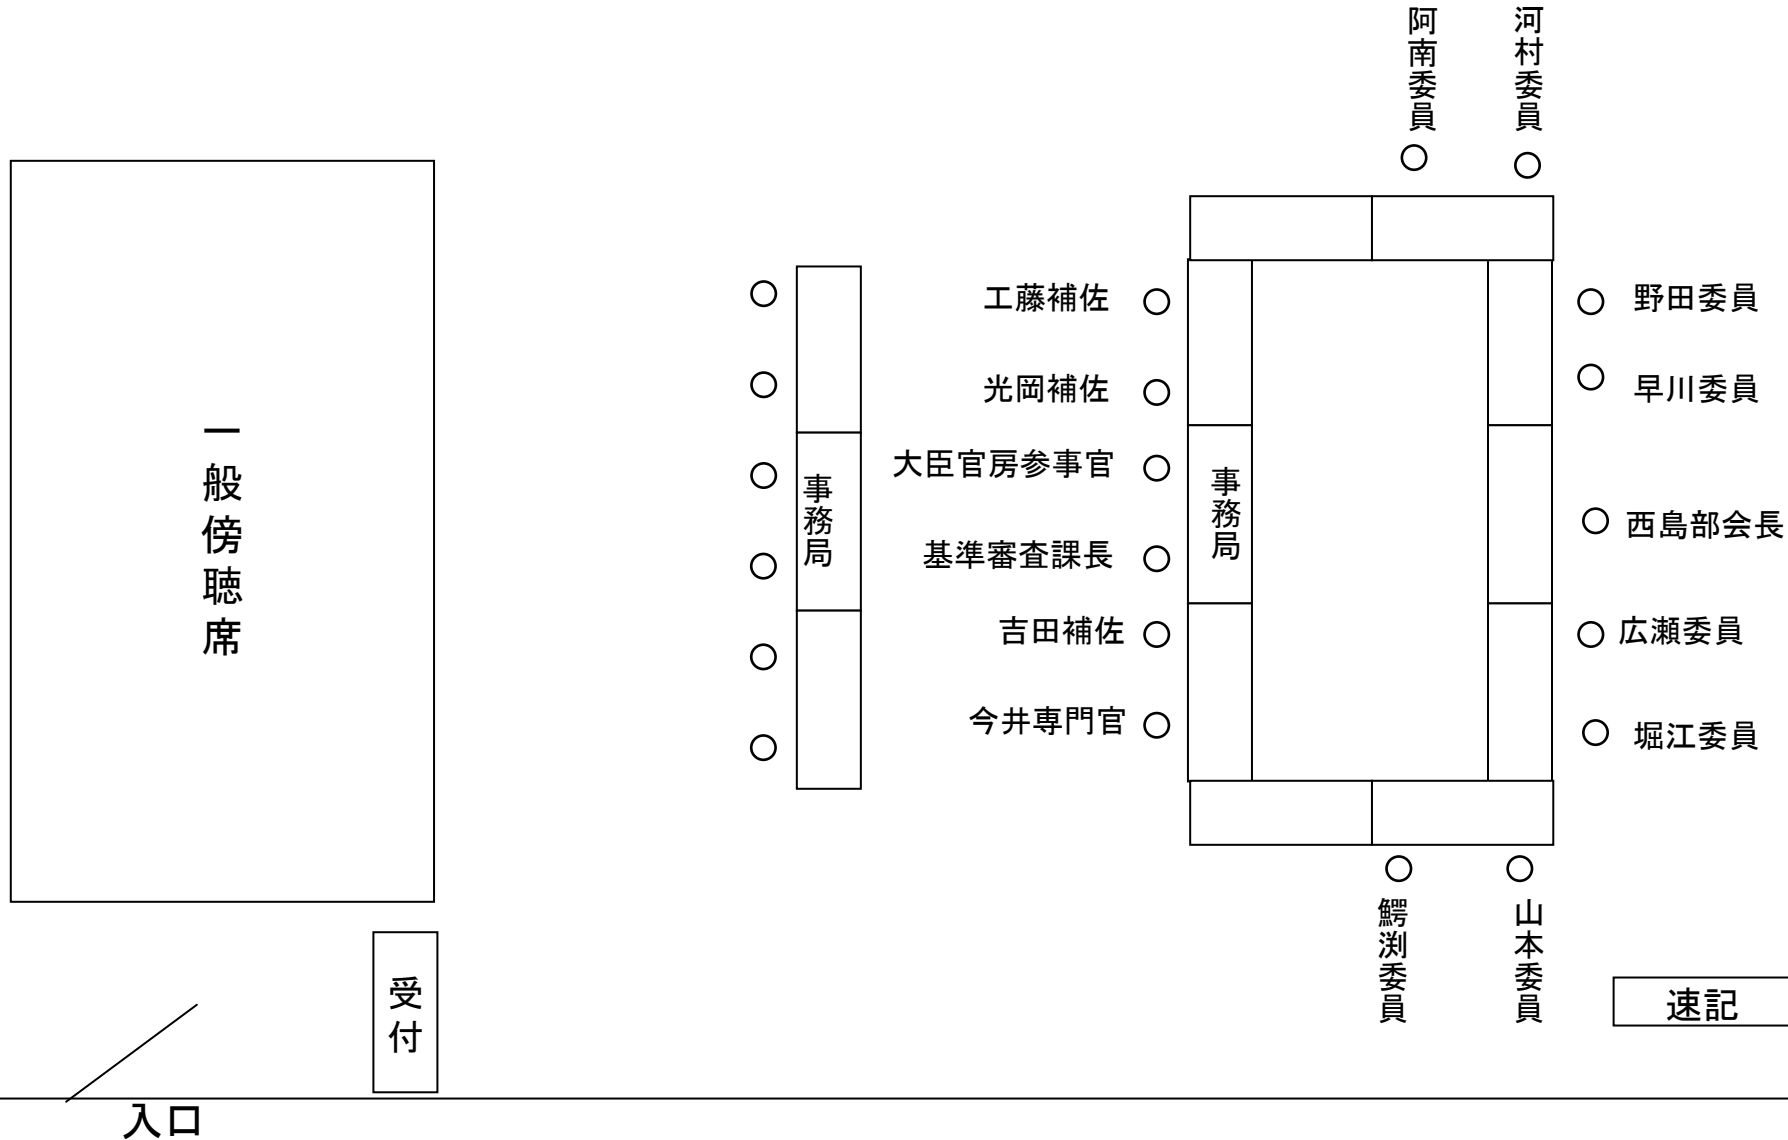 阿南委員
河村委員
工藤補佐
野田委員
光岡補佐
早川委員
大臣官房参事官
事務局
事務局
西島部会長
基準審査課長
吉田補佐
広瀬委員
今井専門官
堀江委員
一般傍聴席
鰐渕委員
山本委員
受付
速記
入口